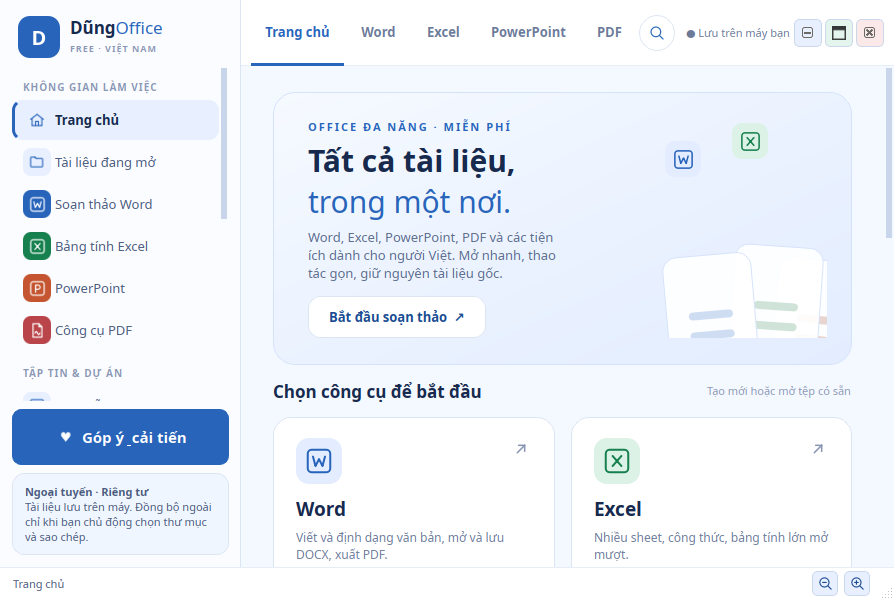 D
DũngOffice
FREE · VIỆT NAM
KHÔNG GIAN LÀM VIỆC
Trang chủ
Tài liệu đang mở
Soạn thảo Word
Bảng tính Excel
PowerPoint
Công cụ PDF
TẬP TIN & DỰ ÁN
♥ Góp ý _cải tiến
Ngoại tuyến · Riêng tư
Tài liệu lưu trên máy. Đồng bộ ngoài
chỉ khi bạn chủ động chọn thư mục
và sao chép.
Trang chủ Word Excel PowerPoint PDF
● Lưu trên máy bạn
OFFICE ĐA NĂNG · MIỄN PHÍ
Tất cả tài liệu,
trong một nơi.
Word, Excel, PowerPoint, PDF và các tiện
ích dành cho người Việt. Mở nhanh, thao
tác gọn, giữ nguyên tài liệu gốc.
Bắt đầu soạn thảo ↗
W
X
Chọn công cụ để bắt đầu
Tạo mới hoặc mở tệp có sẵn
W
Word
Viết và định dạng văn bản, mở và lưu
DOCX, xuất PDF.
X
Excel
Nhiều sheet, công thức, bảng tính lớn mở
mượt.
Trang chủ